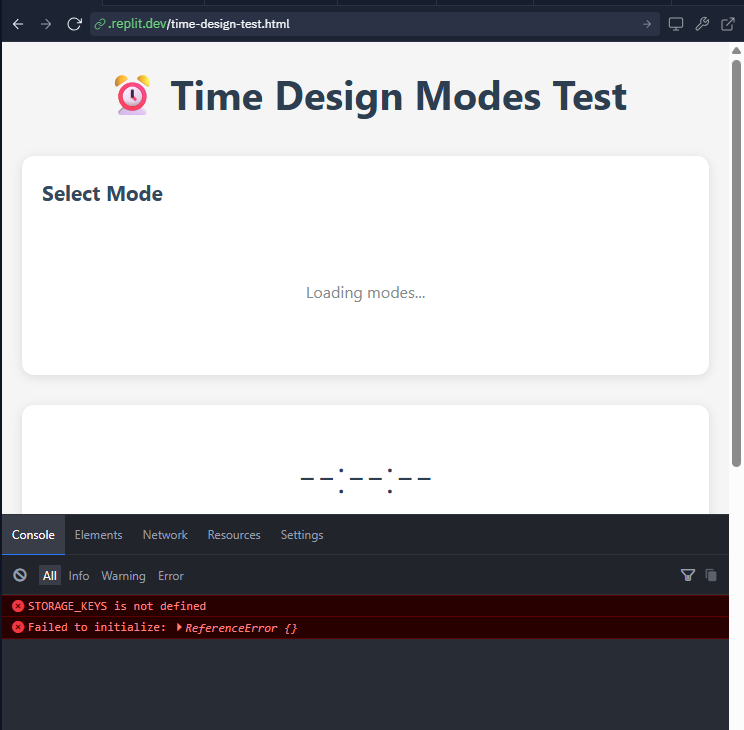 .replit.dev/time-design-test.html
⏰ Time Design Modes Test
Select Mode
Loading modes...
--:--:--
Console Elements Network Resources Settings
All Info Warning Error
STORAGE_KEYS is not defined
Failed to initialize: ▶ReferenceError {}